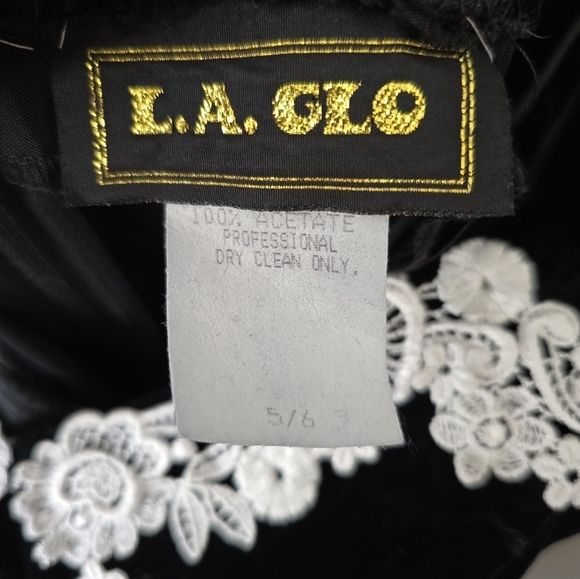 L.A. GLO
100% ACETATE
PROFESSIONAL
DRY CLEAN ONLY.
5/6